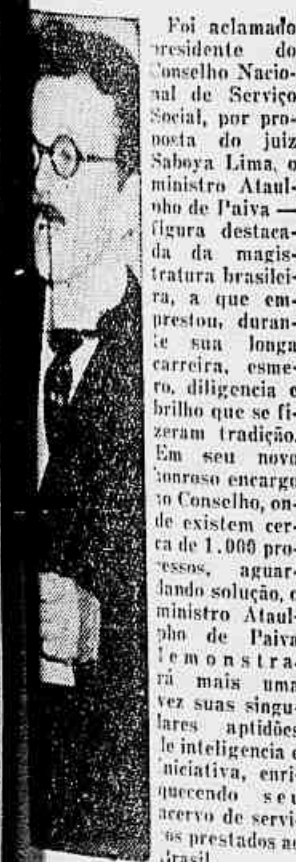 Foi aclamado
presidente do
Conselho Nacio-
nal de Serviço
Social, por pro-
posta do juiz
Saboya Lima, o
ministro Ataul-
pho de Paiva —
figura destaca-
da da magis-
tratura brasilei-
ra, a que em-
prestou, duran-
te sua longa
carreira, esme-
ro, diligencia e
brilho que se fi-
zeram tradição.
Em seu novo
honroso encargo
no Conselho, on-
de existem cer-
ca de 1.000 pro-
cessos, aguar-
dando solução, o
ministro Ataul-
pho de Paiva
demonstra-
rá mais uma
vez suas singu-
lares aptidões
de inteligencia e
iniciativa, enri-
quecendo seu
acervo de servi-
ços prestados ao
Brasil